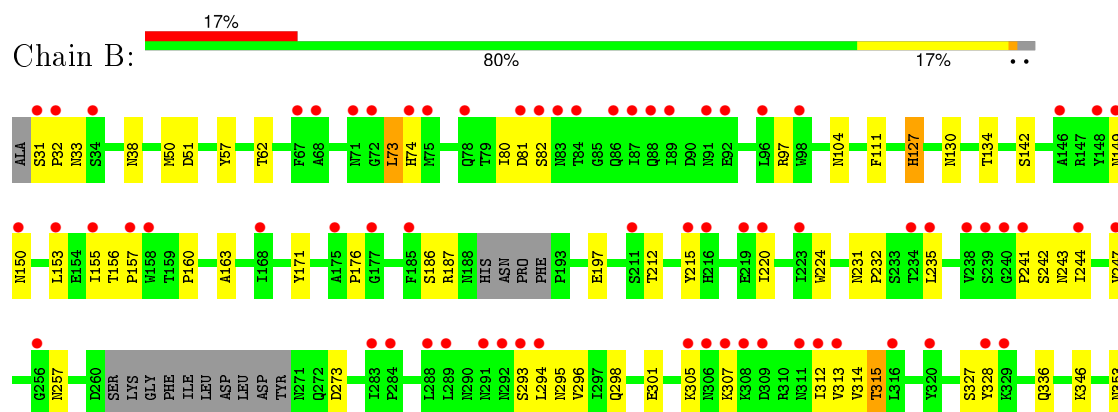 17%
Chain B:
80% 17% • •
ALA S31 P32 N33 S34 N38 M50 D51 Y57 T62 F67 A68 N71 G72 L73 H74 M75 Q78 T79 I80 D81 S82 N83 T84 G85 Q86 I87 Q88 I89 D90 N91 E92 L96 R97 W98 N104 F111 H127 N130 T134 S142 A146 R147 Y148 N149
N150 L153 E154 I155 T156 P157 W158 T159 P160 A163 I168 Y171 A175 P176 G177 F185 S186 R187 N188 HIS ASN PRO PHE P193 E197 S211 T212 Y215 H216 E219 I220 I223 W224 N231 P232 S233 T234 L235 V238 S239 G240 P241 S242 N243 I244
G256 N257 D260 SER LYS GLY PHE ILE LEU ASP LEU ASP TYR N271 Q272 D273 I283 P284 L288 L289 N290 N291 N292 S293 L294 N295 V296 I297 Q298 E301 K305 N306 K307 K308 D309 R310 N311 I312 V313 V314 T315 L316 Y320 S327 Y328 K329 Q336 K346